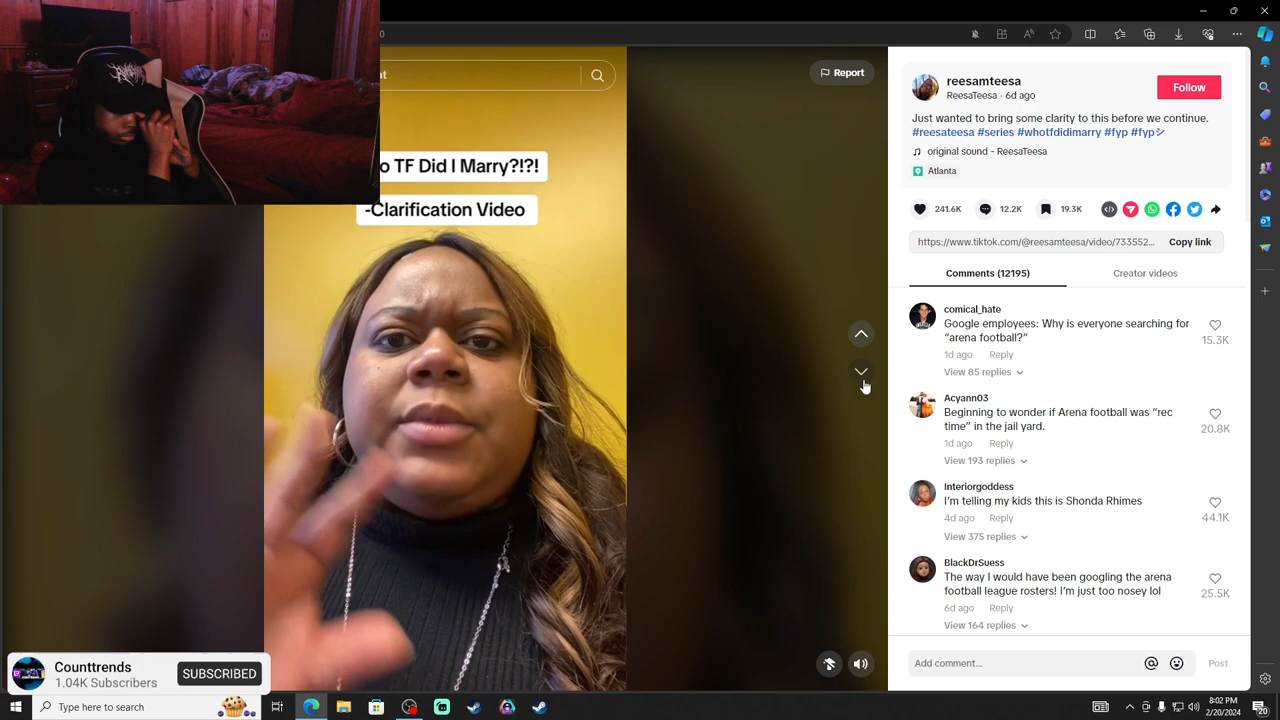 0
nt
Report
o TF Did I Marry?!?!
-Clarification Video
reesamteesa
ReesaTeesa · 6d ago
Follow
Just wanted to bring some clarity to this before we continue.
#reesateesa #series #whotfdidimarry #fyp #fypシ
original sound - ReesaTeesa
Atlanta
241.6K
12.2K
19.3K
https://www.tiktok.com/@reesamteesa/video/733552...
Copy link
Comments (12195)
Creator videos
comical_hate
Google employees: Why is everyone searching for
“arena football?”
15.3K
1d ago
Reply
View 85 replies
Acyann03
Beginning to wonder if Arena football was “rec
time” in the jail yard.
20.8K
1d ago
Reply
View 193 replies
Interiorgoddess
I’m telling my kids this is Shonda Rhimes
44.1K
4d ago
Reply
View 375 replies
BlackDrSuess
The way I would have been googling the arena
football league rosters! I’m just too nosey lol
25.5K
6d ago
Reply
View 164 replies
Add comment...
Post
Counttrends
1.04K Subscribers
SUBSCRIBED
Type here to search
8:02 PM
2/20/2024